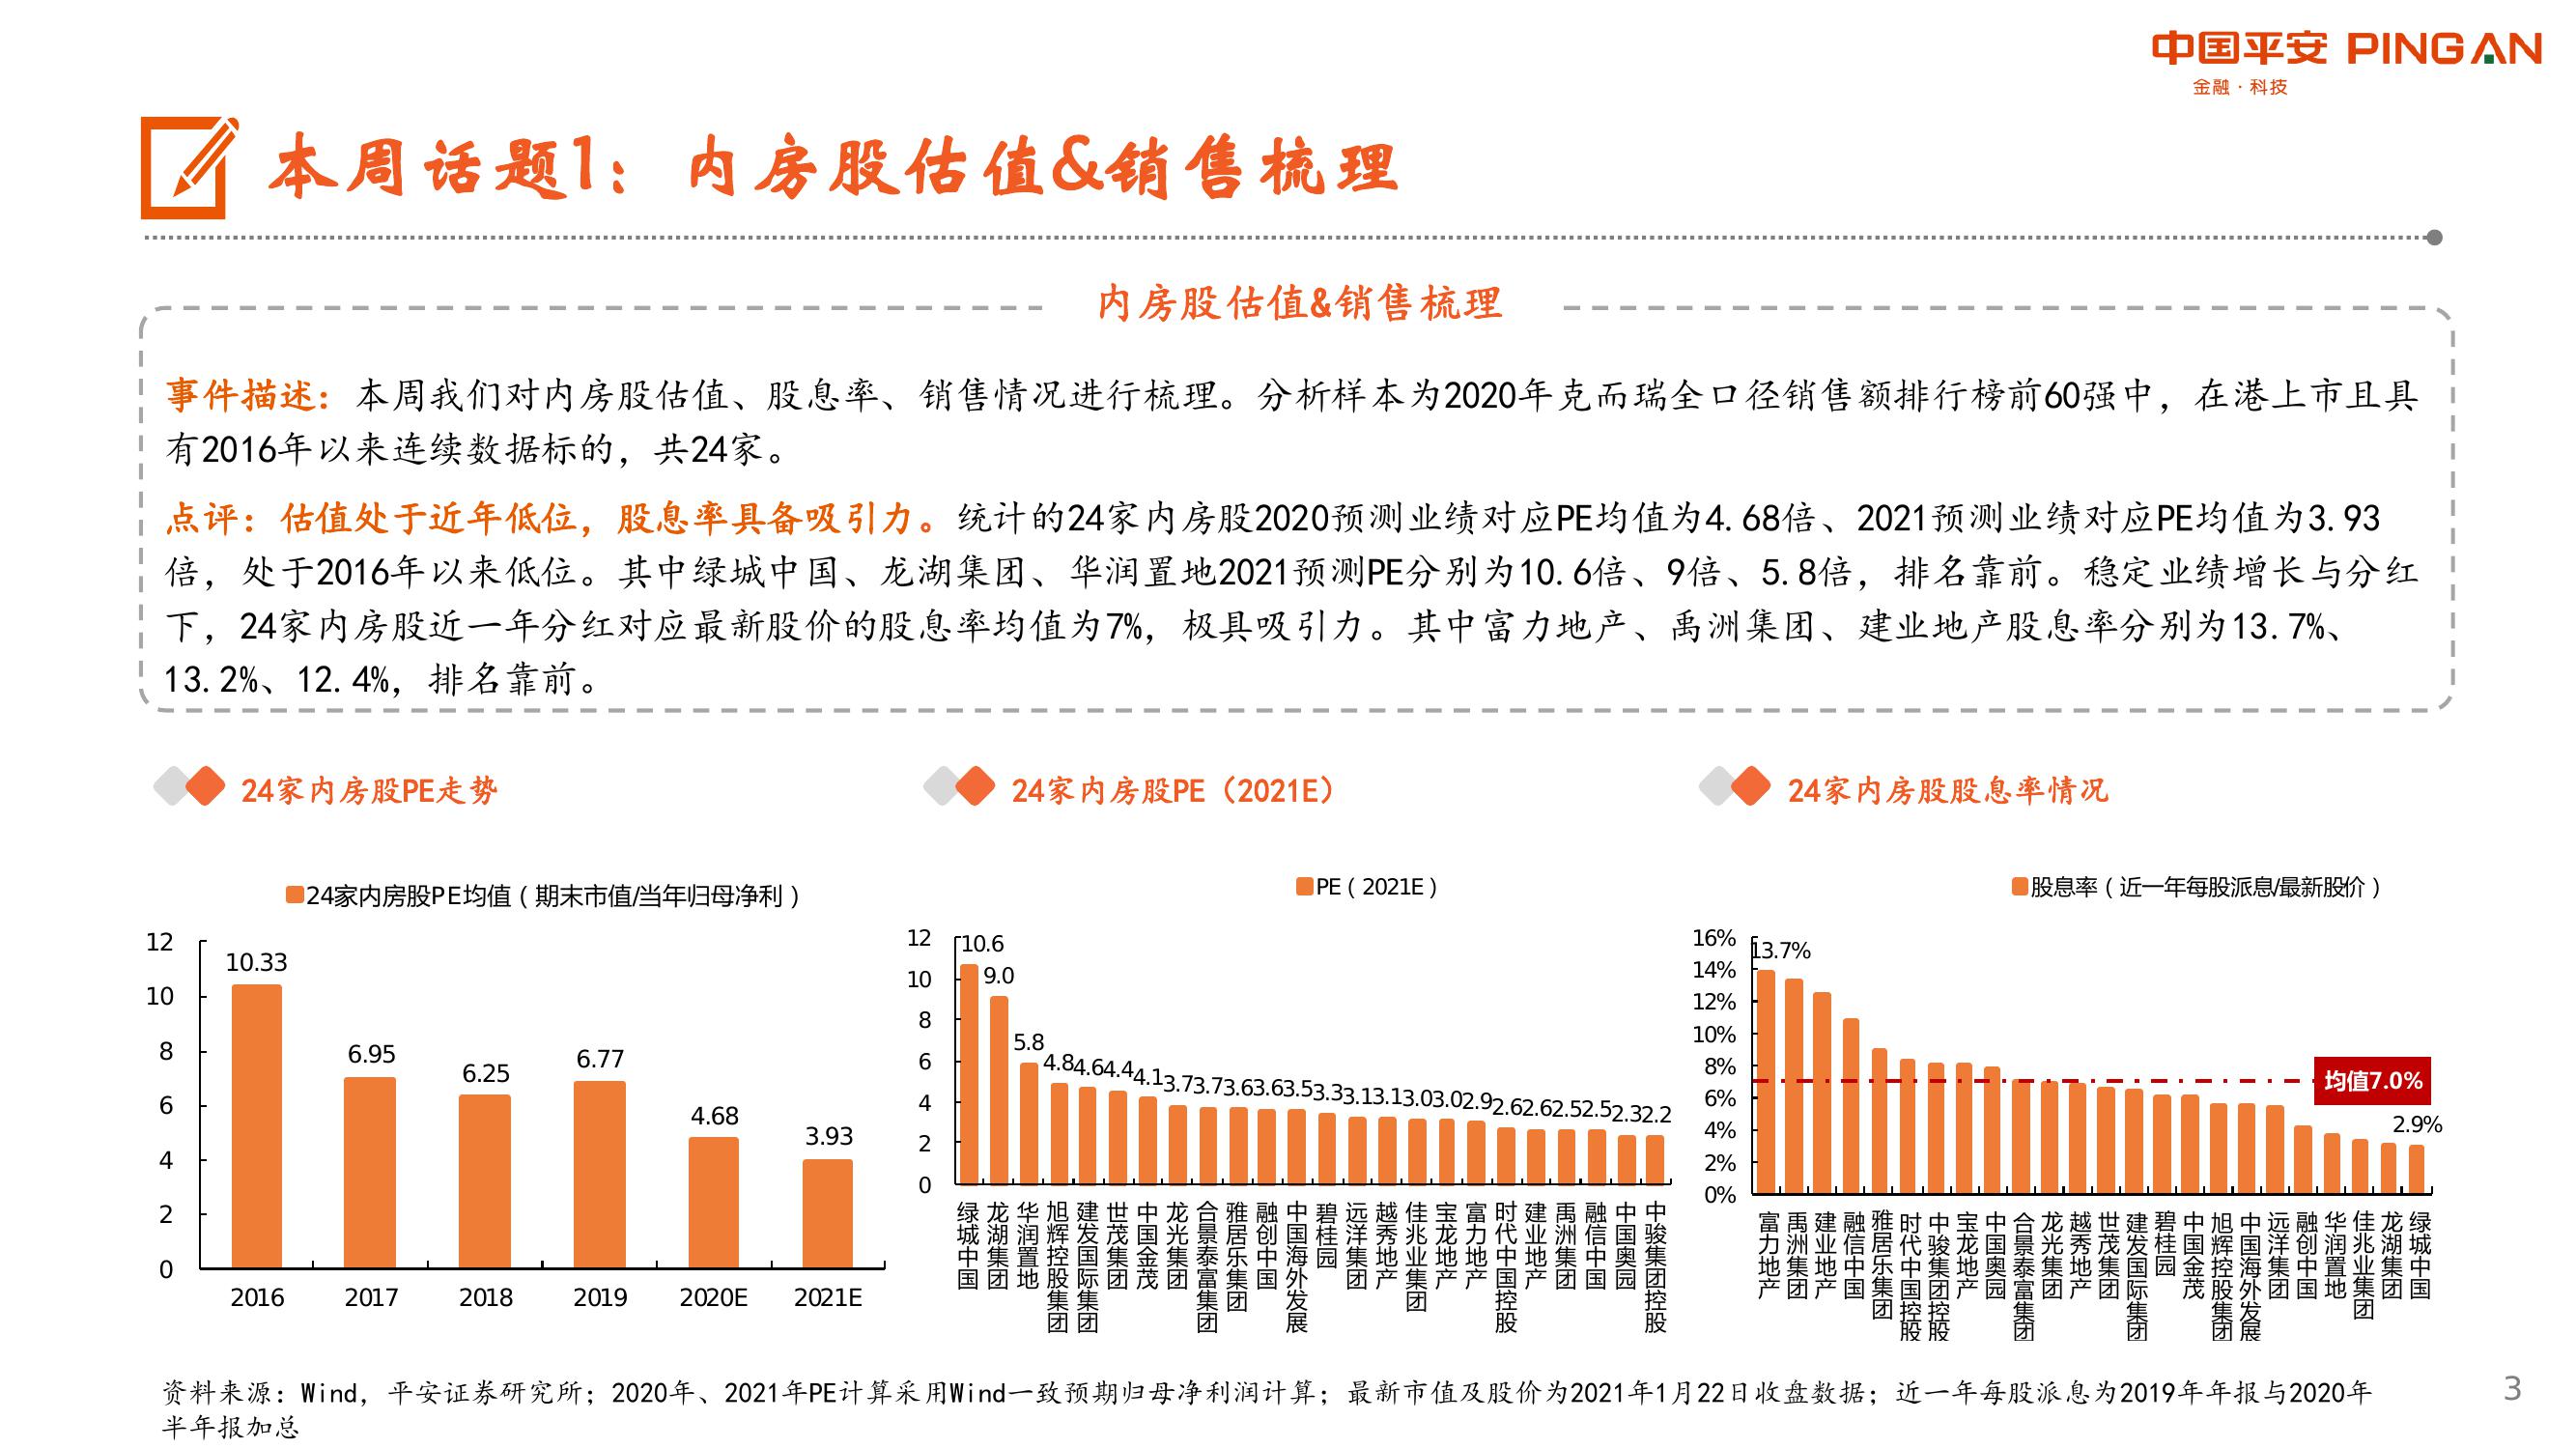 中国平安 PINGAN
金融·科技
本周话题1：内房股估值&销售梳理
内房股估值&销售梳理
事件描述：本周我们对内房股估值、股息率、销售情况进行梳理。分析样本为2020年克而瑞全口径销售额排行榜前60强中，在港上市且具
有2016年以来连续数据标的，共24家。
点评：估值处于近年低位，股息率具备吸引力。统计的24家内房股2020预测业绩对应PE均值为4.68倍、2021预测业绩对应PE均值为3.93
倍，处于2016年以来低位。其中绿城中国、龙湖集团、华润置地2021预测PE分别为10.6倍、9倍、5.8倍，排名靠前。稳定业绩增长与分红
下，24家内房股近一年分红对应最新股价的股息率均值为7%，极具吸引力。其中富力地产、禹洲集团、建业地产股息率分别为13.7%、
13.2%、12.4%，排名靠前。
24家内房股PE走势
24家内房股PE均值（期末市值/当年归母净利）
12
10
8
6
4
2
0
10.33
6.95
6.25
6.77
4.68
3.93
2016
2017
2018
2019
2020E
2021E
24家内房股PE（2021E）
PE（2021E）
12
10
8
6
4
2
0
10.6
9.0
5.8
4.8
4.6
4.4
4.1
3.7
3.7
3.6
3.6
3.5
3.3
3.1
3.1
3.0
3.0
2.9
2.6
2.6
2.5
2.5
2.3
2.2
绿城中国
龙湖集团
华润置地
旭辉控股集团
建发国际集团
世茂集团
中国金茂
龙光集团
合景泰富集团
雅居乐集团
融创中国
中国海外发展
碧桂园
远洋集团
越秀地产
佳兆业集团
宝龙地产
富力地产
时代中国控股
建业地产
禹洲集团
融信中国
中国奥园
中骏集团控股
24家内房股股息率情况
股息率（近一年每股派息/最新股价）
16%
14%
12%
10%
8%
6%
4%
2%
0%
13.7%
均值7.0%
2.9%
富力地产
禹洲集团
建业地产
融信中国
雅居乐集团
时代中国控股
中骏集团控股
宝龙地产
中国奥园
合景泰富集团
龙光集团
越秀地产
世茂集团
建发国际集团
碧桂园
中国金茂
旭辉控股集团
中国海外发展
远洋集团
融创中国
华润置地
佳兆业集团
龙湖集团
绿城中国
资料来源：Wind，平安证券研究所；2020年、2021年PE计算采用Wind一致预期归母净利润计算；最新市值及股价为2021年1月22日收盘数据；近一年每股派息为2019年年报与2020年
半年报加总
3